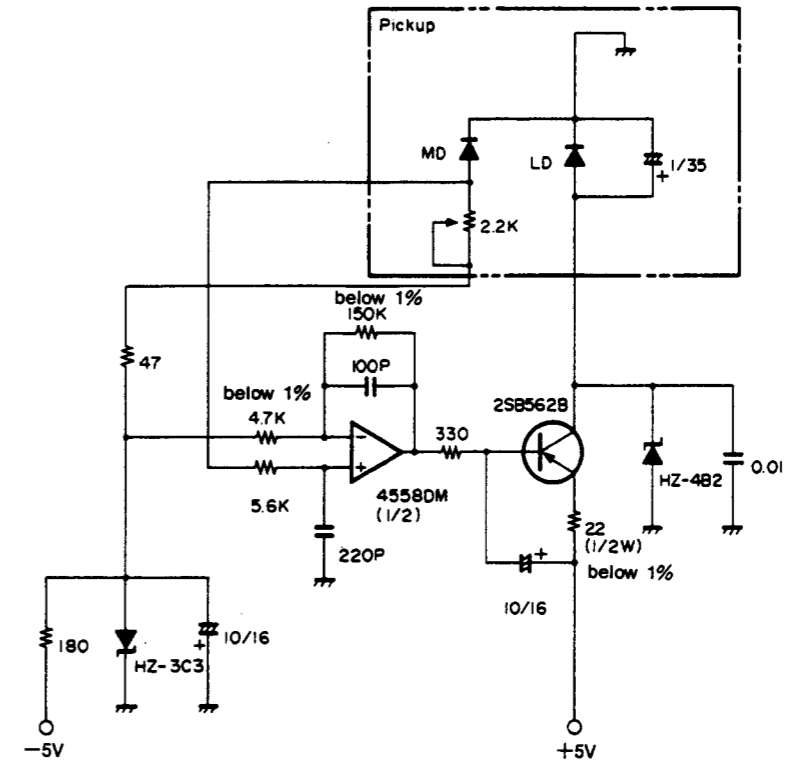 Pickup
MD
LD
1/35
2.2K
below 1%
150K
47
100P
below 1%
4.7K
2SB562B
330
HZ-4B2
0.01
5.6K
4558DM
(1/2)
22
(1/2W)
220P
below 1%
10/16
180
HZ-3C3
10/16
-5V
+5V